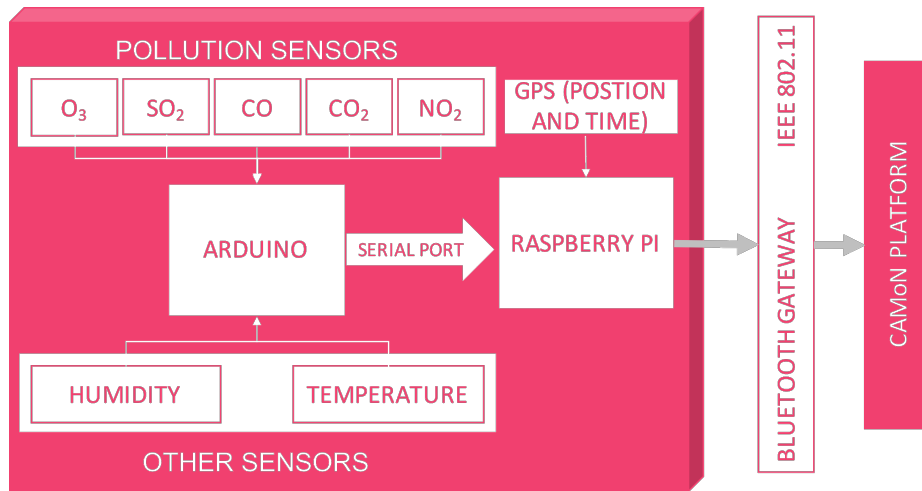 POLLUTION SENSORS
O₃
SO₂
CO
CO₂
NO₂
GPS (POSTION
AND TIME)
ARDUINO
SERIAL PORT
RASPBERRY PI
HUMIDITY
TEMPERATURE
OTHER SENSORS
BLUETOOTH GATEWAY
IEEE 802.11
CAMoN PLATFORM